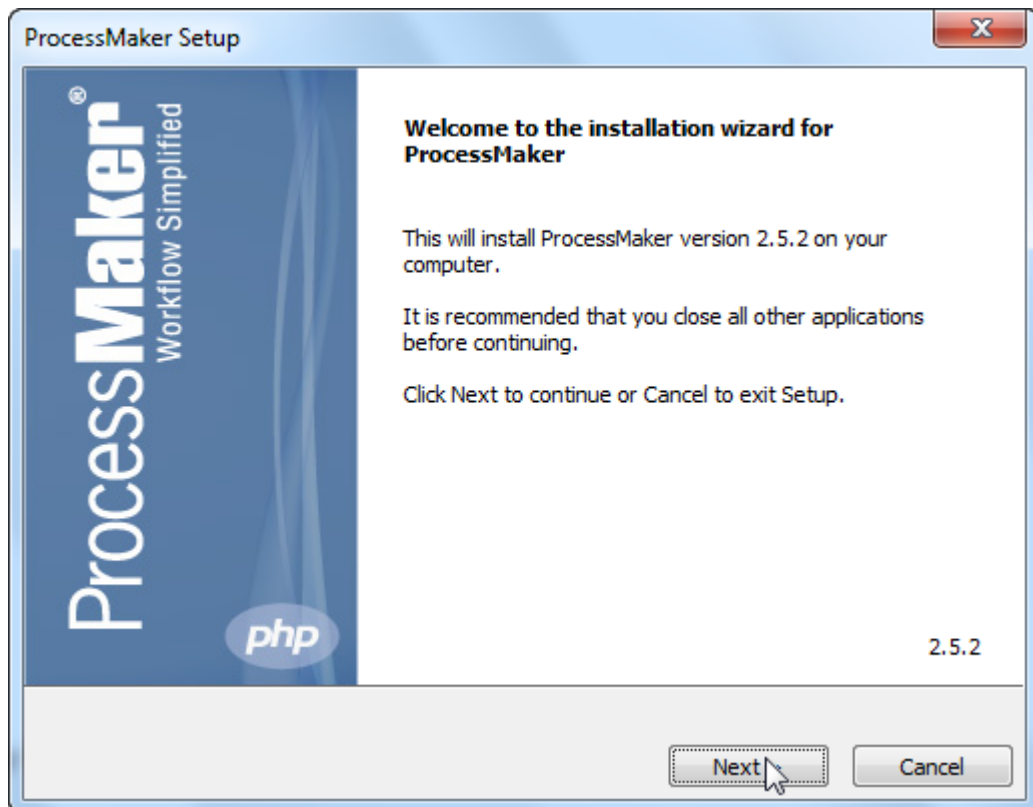 ProcessMaker Setup
ProcessMaker®
Workflow Simplified
php
Welcome to the installation wizard for
ProcessMaker
This will install ProcessMaker version 2.5.2 on your
computer.
It is recommended that you close all other applications
before continuing.
Click Next to continue or Cancel to exit Setup.
2.5.2
Next
Cancel